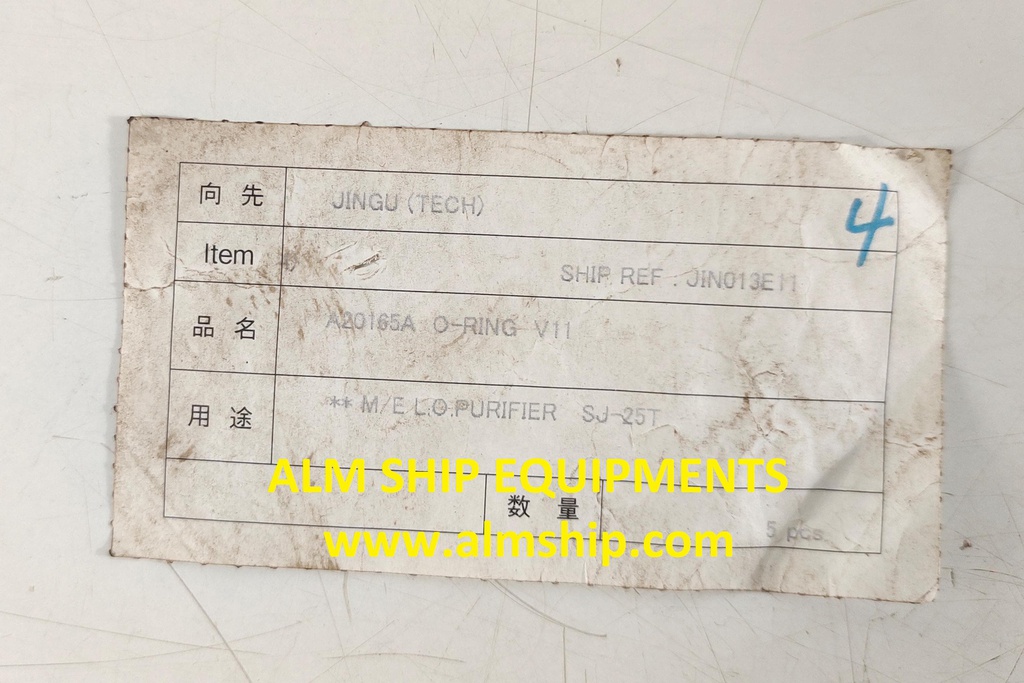 向先 JINGU (TECH) 4
Item SHIP REF . JIN013E11
品名 A20165A O-RING V11
用途 ** M/E L.O.PURIFIER SJ-25T
ALM SHIP EQUIPMENTS
数量 5 pcs
www.almship.com